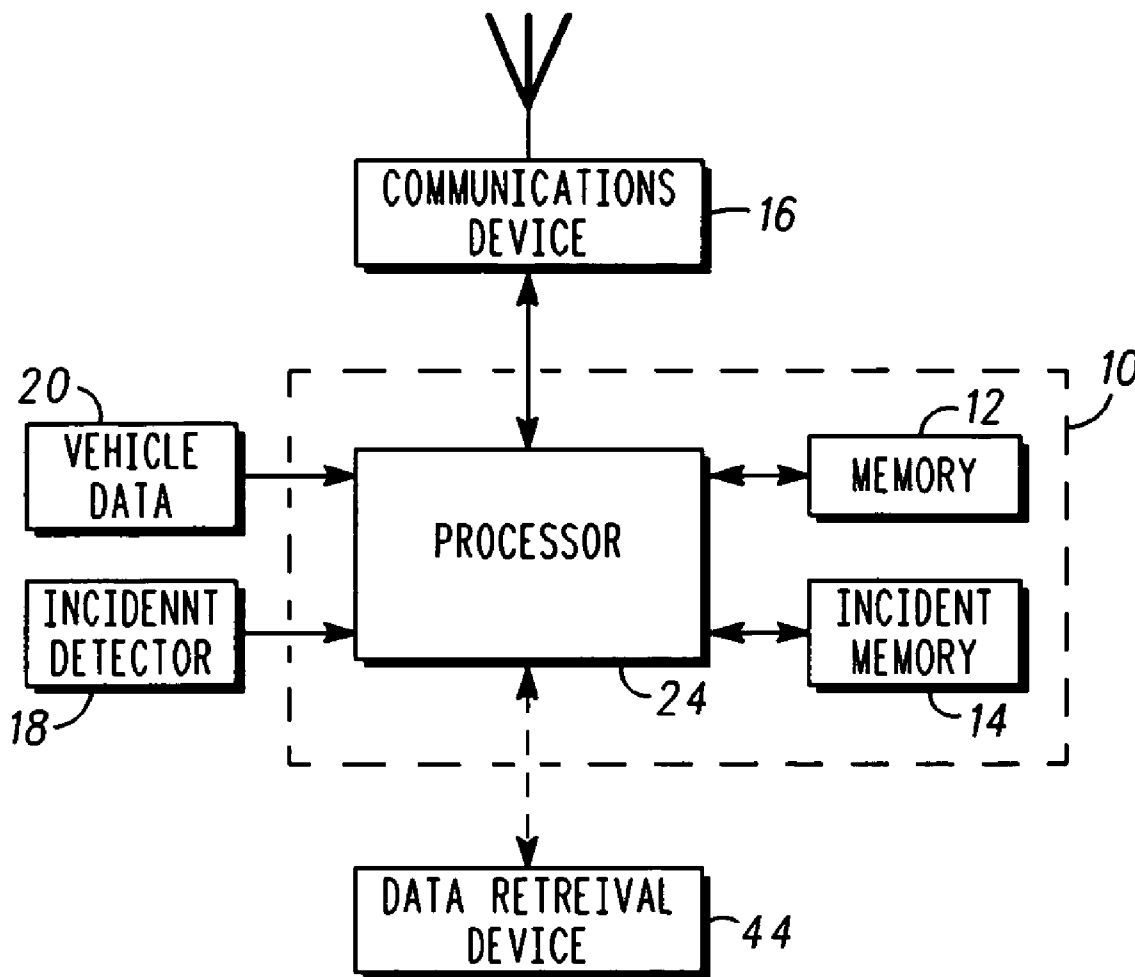 COMMUNICATIONS
DEVICE
16
10
20
VEHICLE
DATA
12
MEMORY
PROCESSOR
INCIDENNT
DETECTOR
INCIDENT
MEMORY
18
24
14
DATA RETREIVAL
DEVICE
44